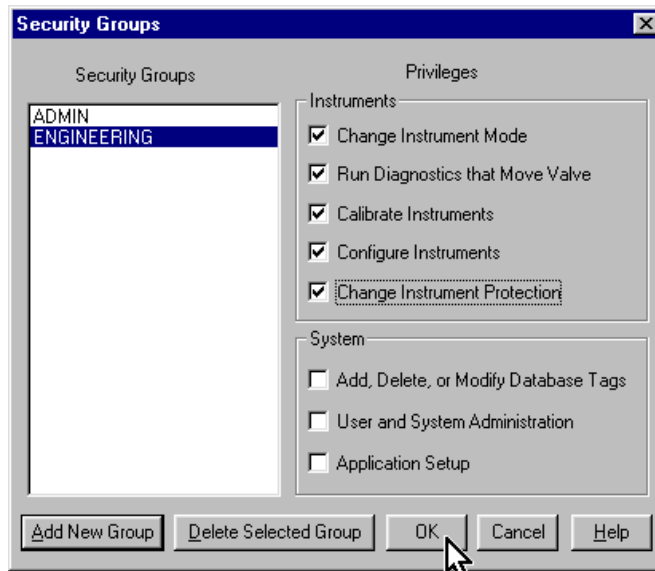 Security Groups
Security Groups
Privileges
ADMIN
ENGINEERING
Instruments
Change Instrument Mode
Run Diagnostics that Move Valve
Calibrate Instruments
Configure Instruments
Change Instrument Protection
System
Add, Delete, or Modify Database Tags
User and System Administration
Application Setup
Add New Group
Delete Selected Group
OK
Cancel
Help